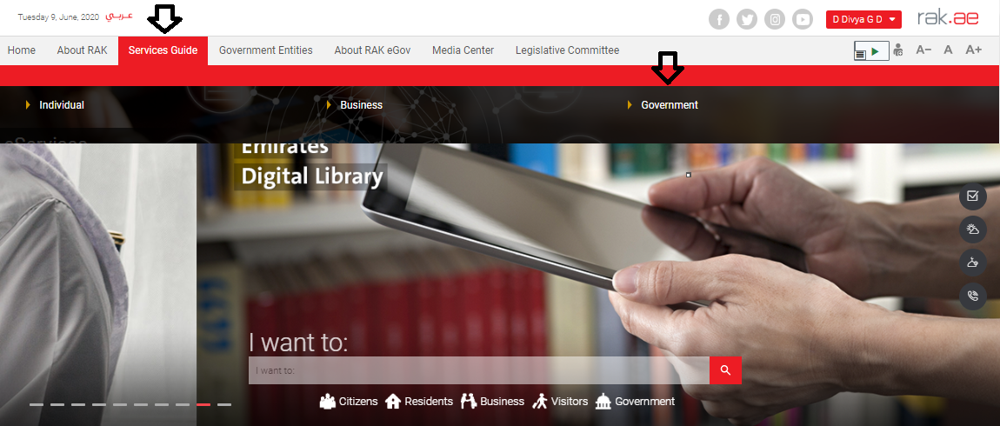 Tuesday 9, June, 2020 عـربـي
D Divya G D
rak.ae
Home About RAK Services Guide Government Entities About RAK eGov Media Center Legislative Committee
A− A A+
Individual Business Government
eServices
Emirates
Digital Library
I want to:
I want to:
Citizens Residents Business Visitors Government